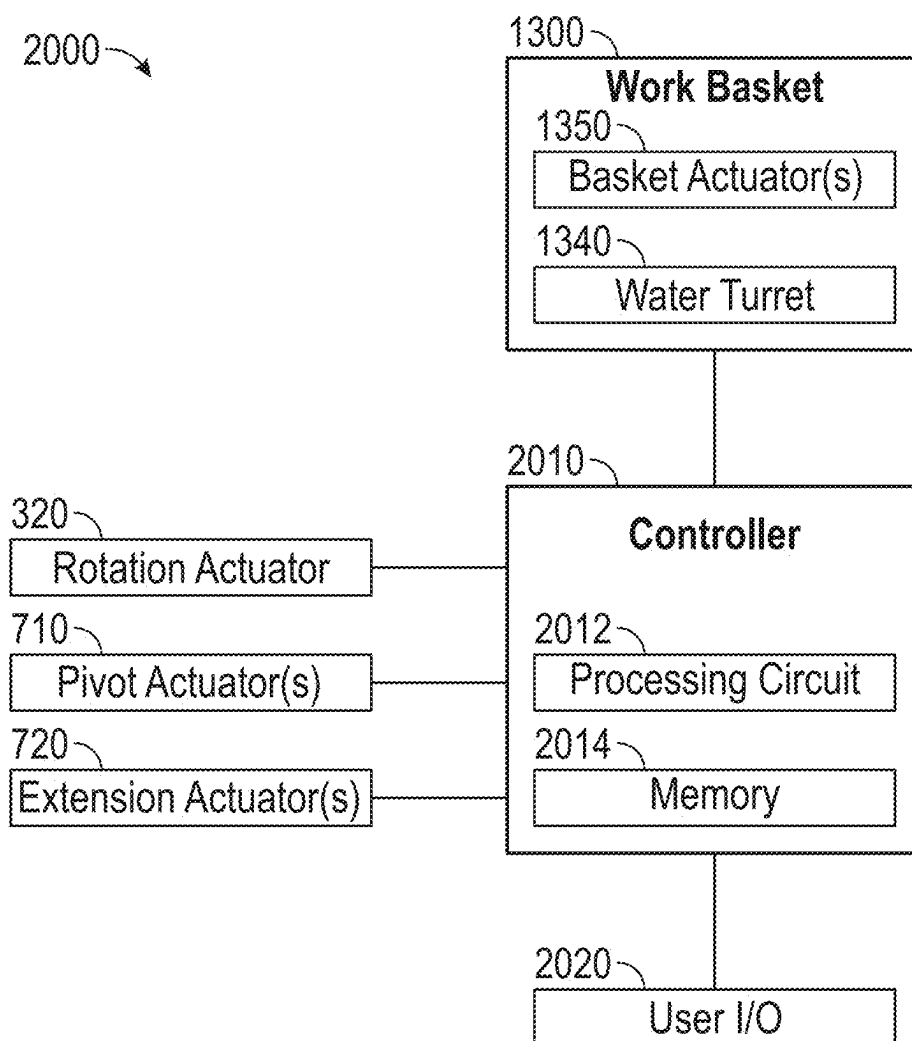 2000
1300
Work Basket
1350
Basket Actuator(s)
1340
Water Turret
2010
Controller
320
Rotation Actuator
2012
Processing Circuit
710
Pivot Actuator(s)
2014
Memory
720
Extension Actuator(s)
2020
User I/O